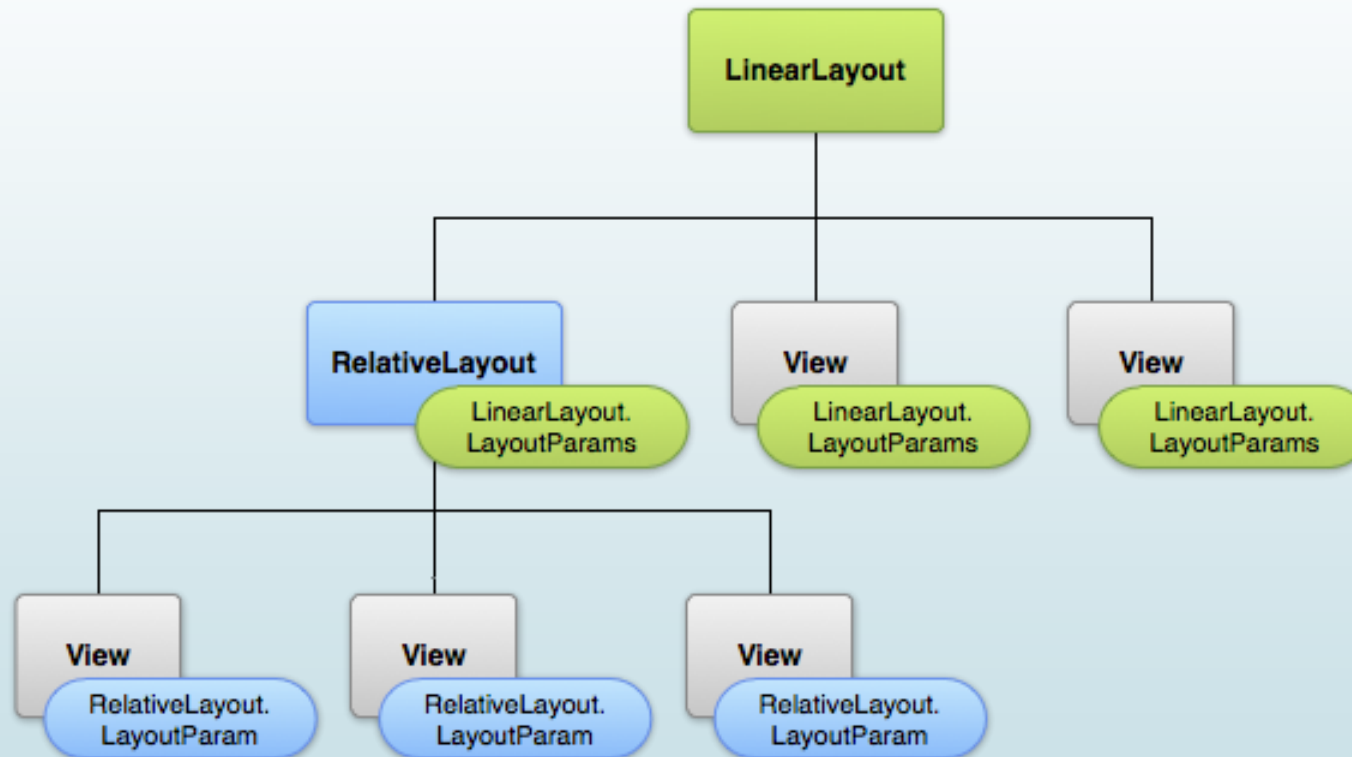 LinearLayout
RelativeLayout
LinearLayout.
LayoutParams
View
LinearLayout.
LayoutParams
View
LinearLayout.
LayoutParams
View
RelativeLayout.
LayoutParam
View
RelativeLayout.
LayoutParam
View
RelativeLayout.
LayoutParam